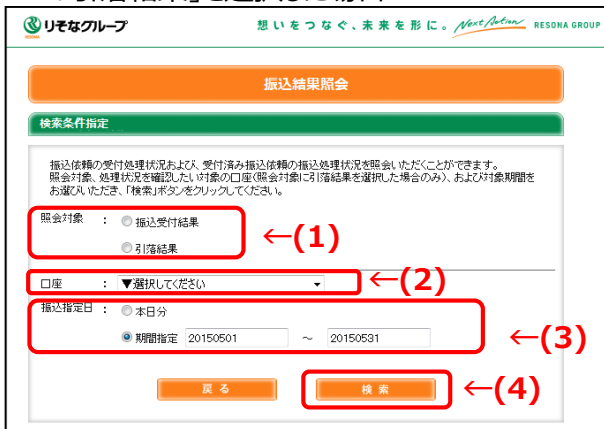 りそなグループ
RESONA
想いをつなぐ、未来を形に。 Next Action RESONA GROUP
振込結果照会
検索条件指定
振込依頼の受付処理状況および、受付済み振込依頼の振込処理状況を照会いただくことができます。
照会対象、処理状況を確認したい対象の口座(照会対象に引落結果を選択した場合のみ)、および対象期間を
お選びいただき、「検索」ボタンをクリックしてください。
照会対象 : 振込受付結果
引落結果
←(1)
口座 : ▼選択してください
←(2)
振込指定日 : 本日分
期間指定 20150501 ～ 20150531
←(3)
戻る 検索 ←(4)